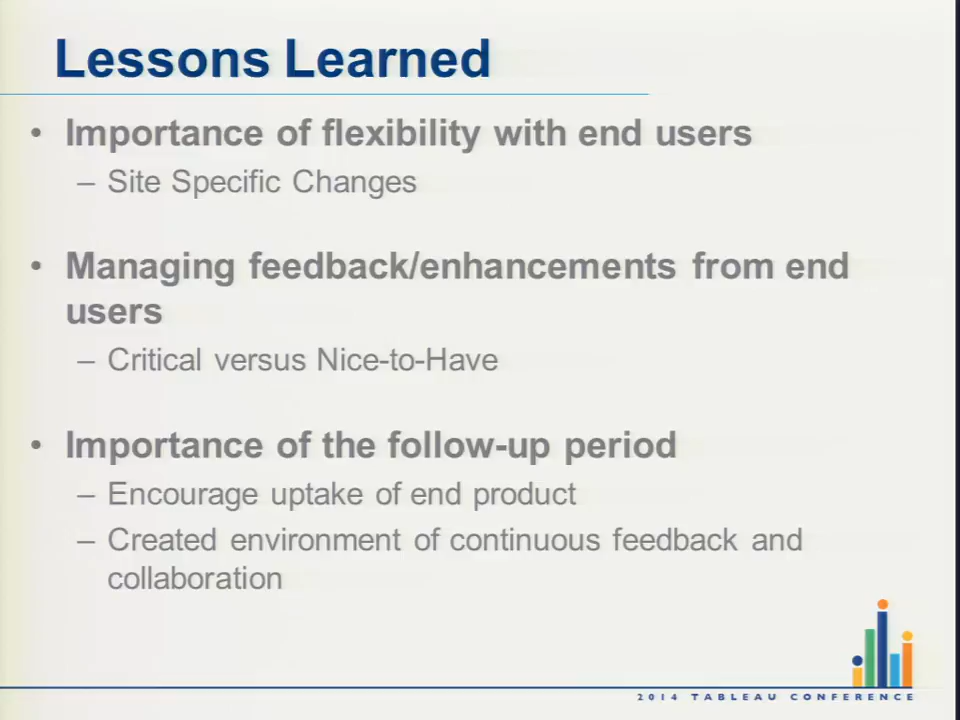 Lessons Learned
• Importance of flexibility with end users
– Site Specific Changes
• Managing feedback/enhancements from end
users
– Critical versus Nice-to-Have
• Importance of the follow-up period
– Encourage uptake of end product
– Created environment of continuous feedback and
collaboration
2014 TABLEAU CONFERENCE